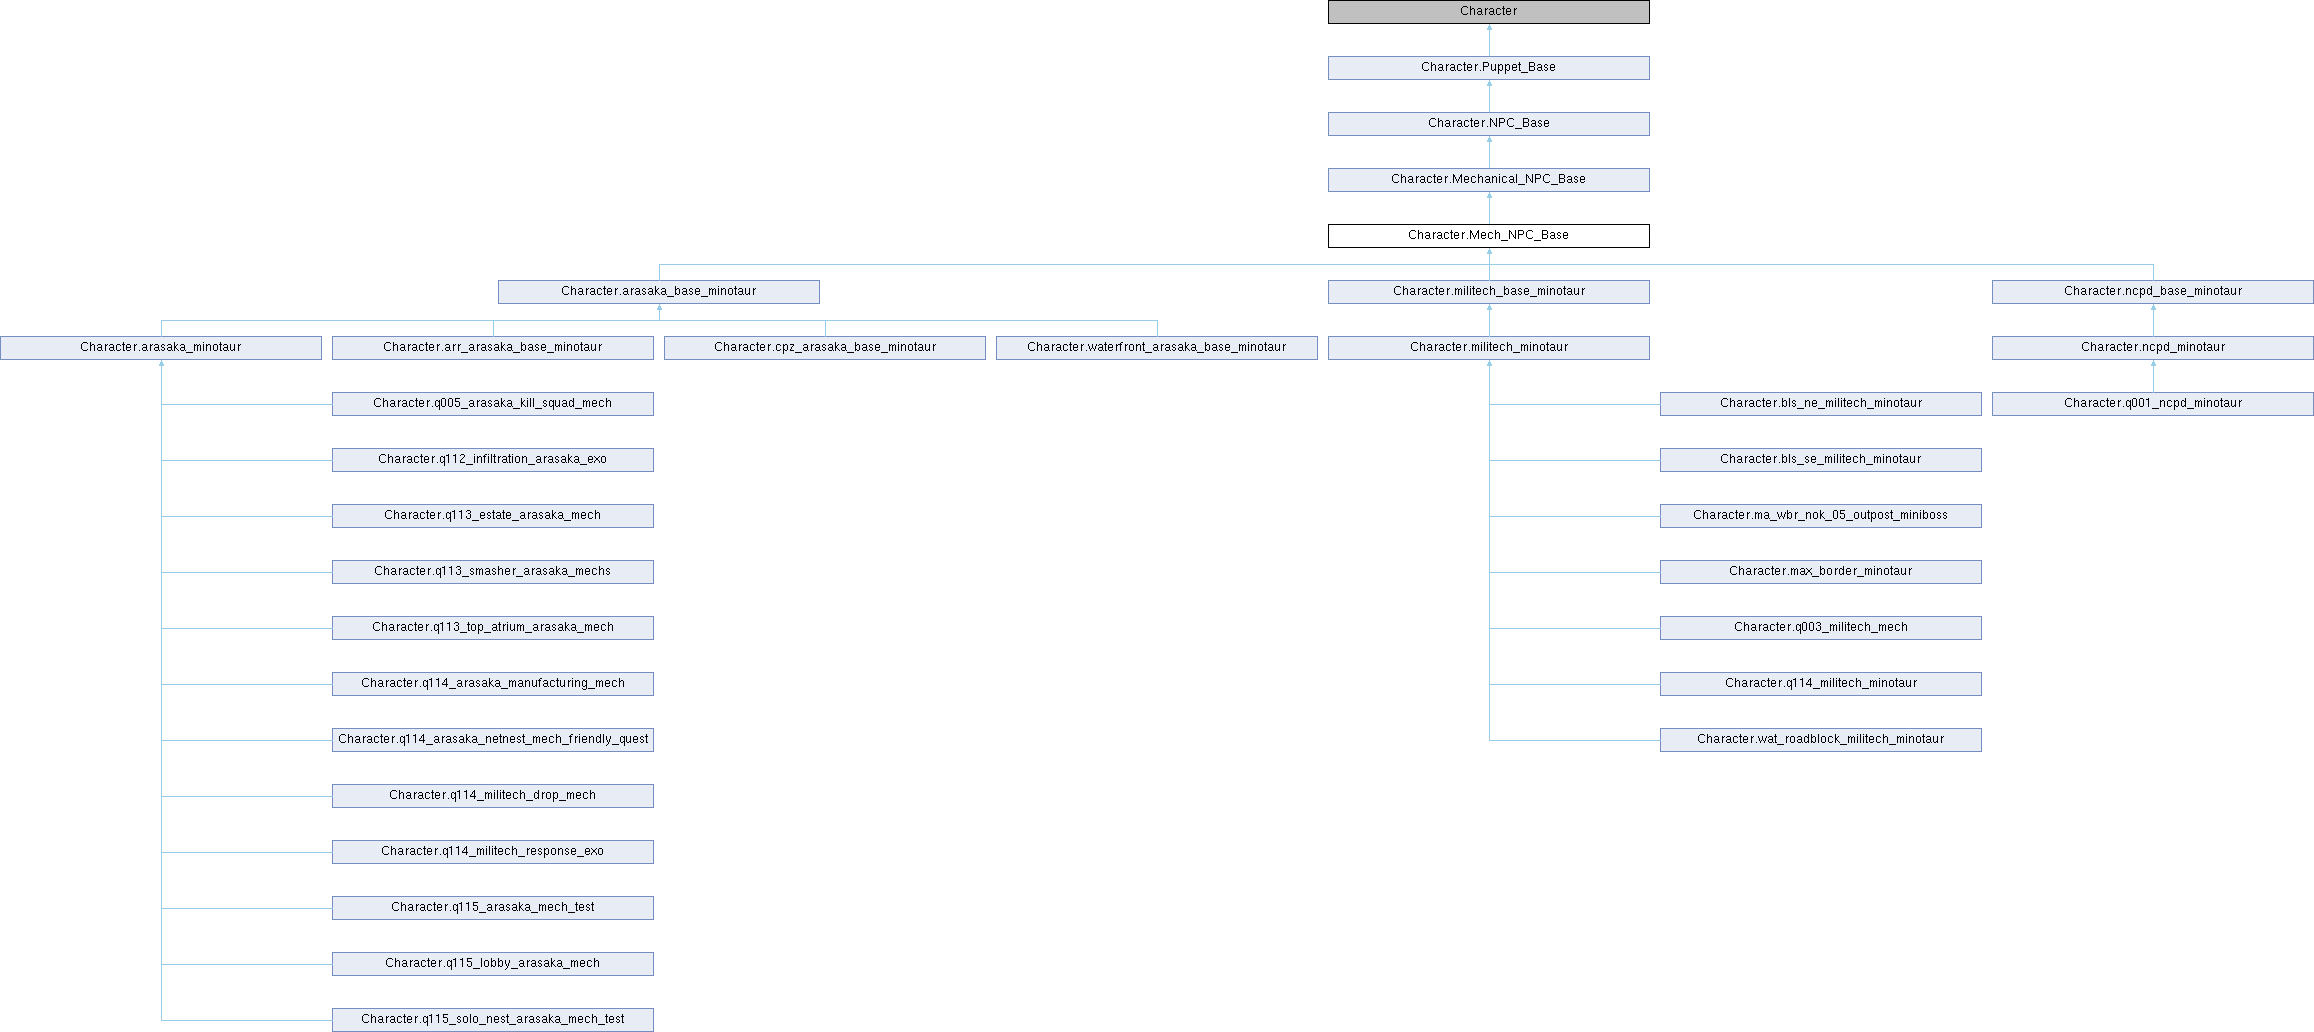 Character
Character.Puppet_Base
Character.NPC_Base
Character.Mechanical_NPC_Base
Character.Mech_NPC_Base
Character.arasaka_base_minotaur
Character.militech_base_minotaur
Character.ncpd_base_minotaur
Character.arasaka_minotaur
Character.arr_arasaka_base_minotaur
Character.cpz_arasaka_base_minotaur
Character.waterfront_arasaka_base_minotaur
Character.militech_minotaur
Character.ncpd_minotaur
Character.q005_arasaka_kill_squad_mech
Character.bls_ne_militech_minotaur
Character.q001_ncpd_minotaur
Character.q112_infiltration_arasaka_exo
Character.bls_se_militech_minotaur
Character.q113_estate_arasaka_mech
Character.ma_wbr_nok_05_outpost_miniboss
Character.q113_smasher_arasaka_mechs
Character.max_border_minotaur
Character.q113_top_atrium_arasaka_mech
Character.q003_militech_mech
Character.q114_arasaka_manufacturing_mech
Character.q114_militech_minotaur
Character.q114_arasaka_netnest_mech_friendly_quest
Character.wat_roadblock_militech_minotaur
Character.q114_militech_drop_mech
Character.q114_militech_response_exo
Character.q115_arasaka_mech_test
Character.q115_lobby_arasaka_mech
Character.q115_solo_nest_arasaka_mech_test